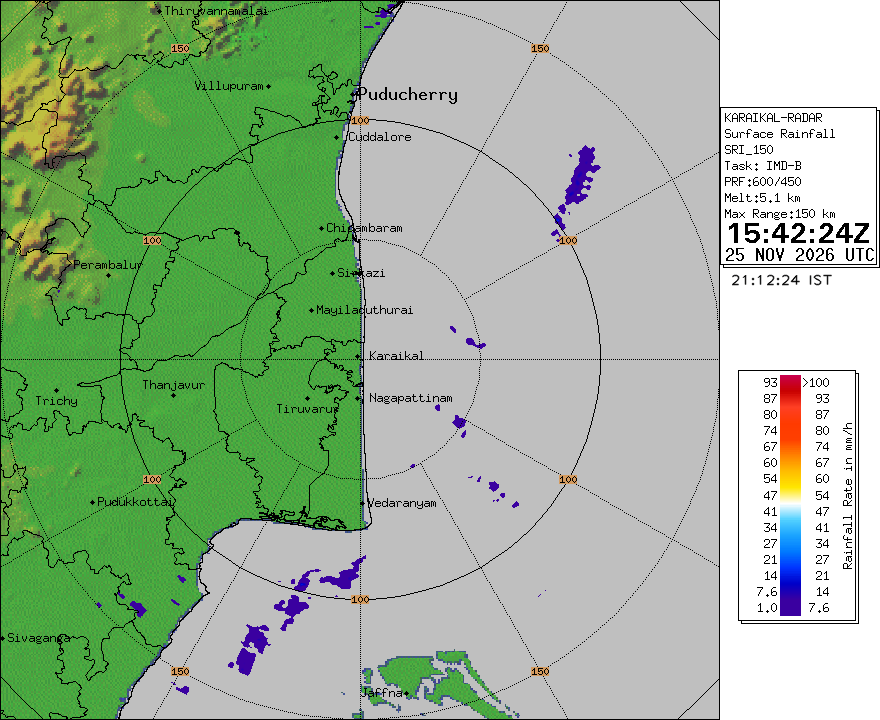 Thiruvannamalai
150
150
Villupuram
Puducherry
100
Cuddalore
KARAIKAL-RADAR
Surface Rainfall
SRI_150
Task: IMD-B
PRF:600/450
Melt:5.1 km
Max Range:150 km
15:42:24Z
25 NOV 2026 UTC
21:12:24 IST
Chidambaram
100
100
Perambalur
Sirkazi
Mayiladuthurai
Karaikal
Thanjavur
Trichy
Tiruvarur
Nagapattinam
100
100
Pudukkottai
Vedaranyam
100
Sivaganga
150
150
Jaffna
93 >100
87 93
80 87
74 80
67 74
60 67
54 60
47 54
41 47
34 41
27 34
21 27
14 21
7.6 14
1.0 7.6
Rainfall Rate in mm/h